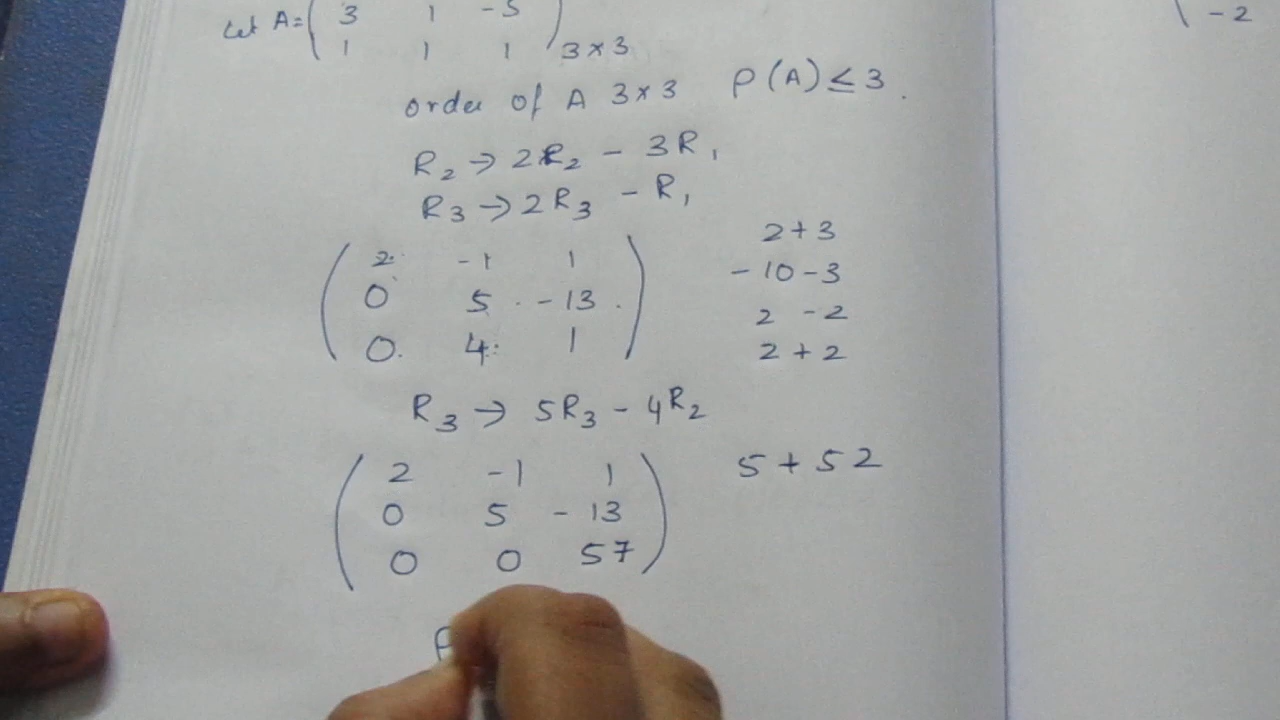 Let A = ( 3 1 -5
1 1 1 ) 3×3
order of A 3×3 ρ(A) ≤ 3.
R2 → 2R2 - 3R1
R3 → 2R3 - R1
2 -1 1
0 5 -13
0 4 1
2+3
-10-3
2 -2
2+2
R3 → 5R3 - 4R2
2 -1 1
0 5 -13
0 0 57
5+52
-2